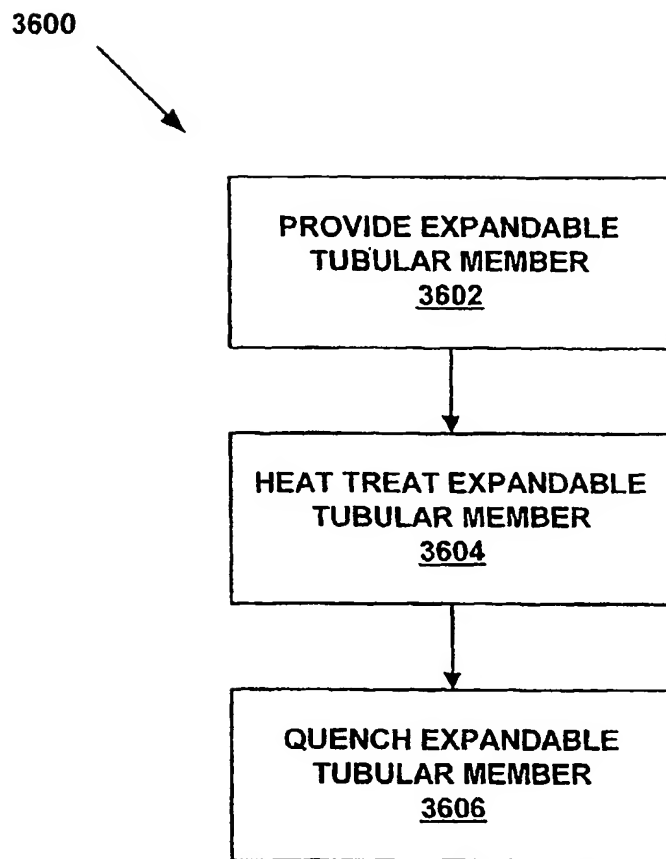 3600
PROVIDE EXPANDABLE
TUBULAR MEMBER
3602
HEAT TREAT EXPANDABLE
TUBULAR MEMBER
3604
QUENCH EXPANDABLE
TUBULAR MEMBER
3606